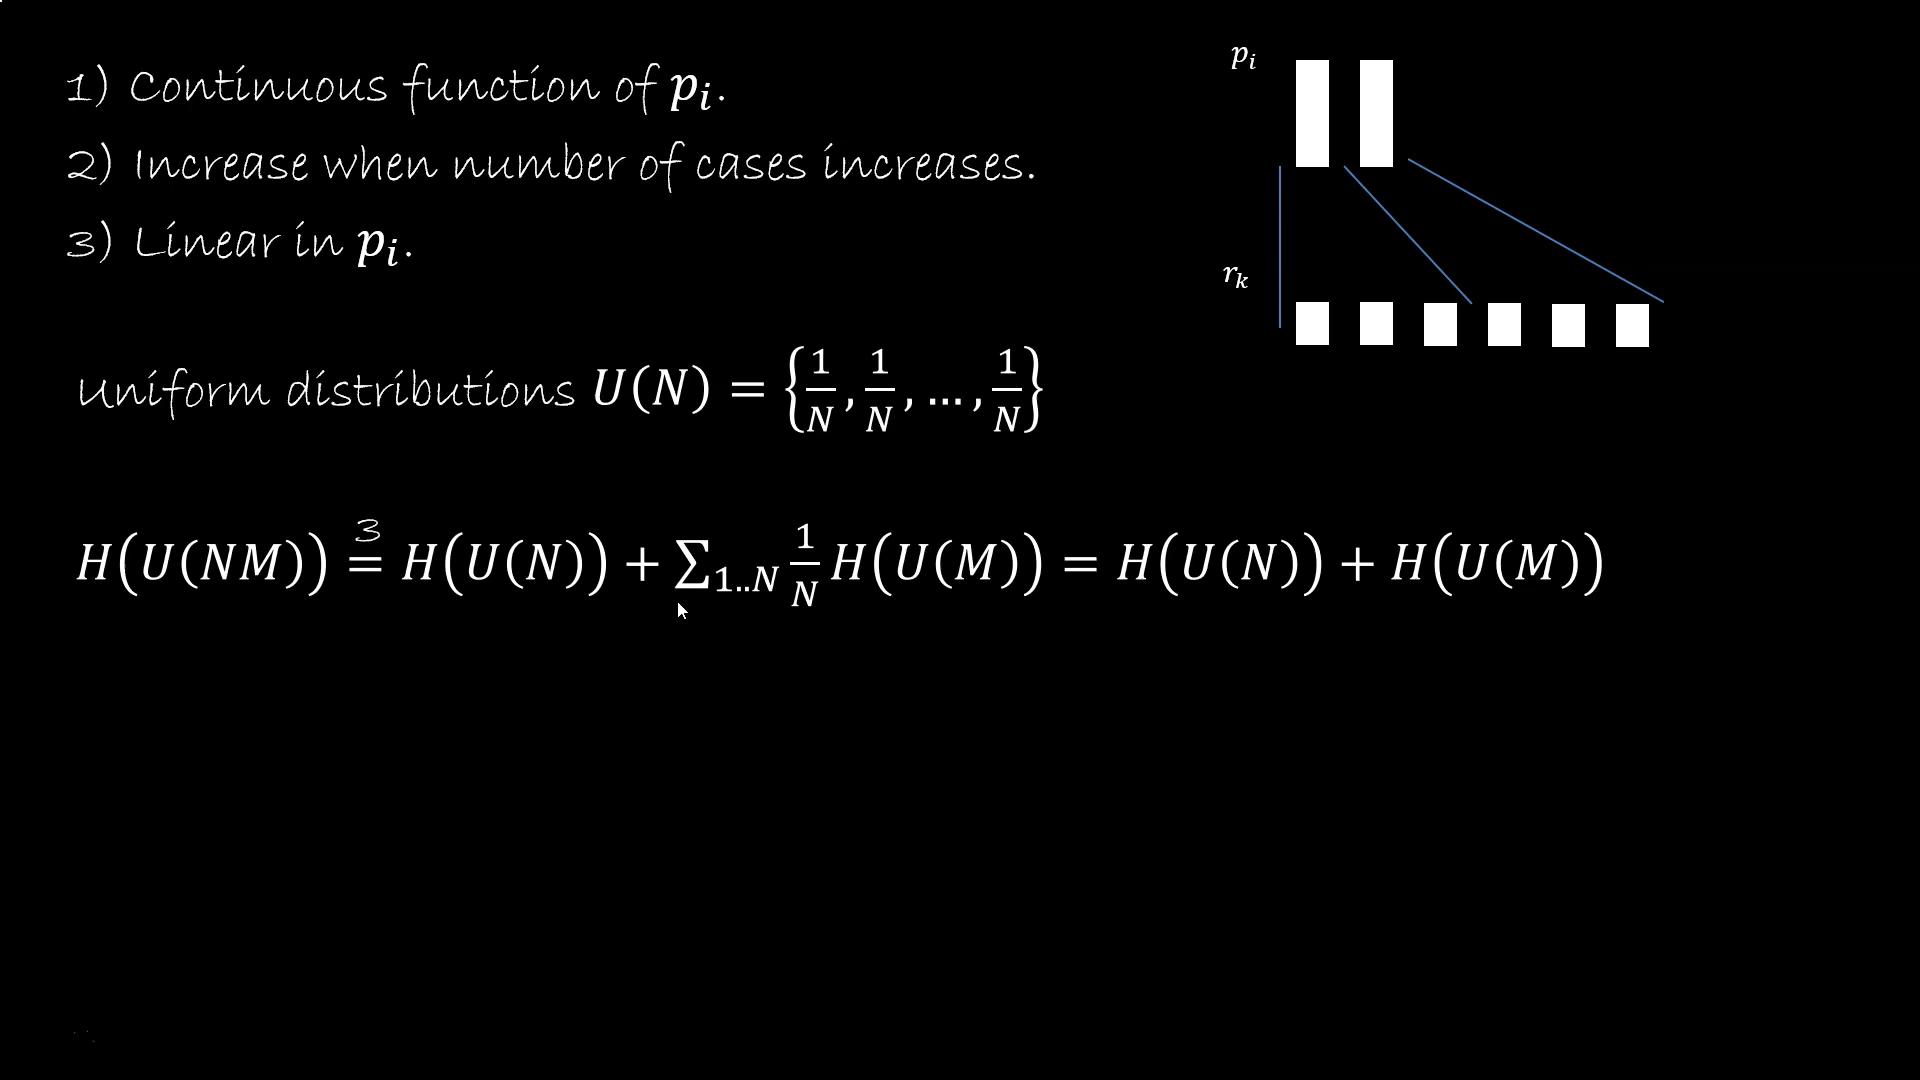 1) Continuous function of pᵢ.
2) Increase when number of cases increases.
3) Linear in pᵢ.
pᵢ
rₖ
Uniform distributions U(N) = {1/N, 1/N, ..., 1/N}
3
H(U(NM)) = H(U(N)) + ∑₁..N 1/N H(U(M)) = H(U(N)) + H(U(M))